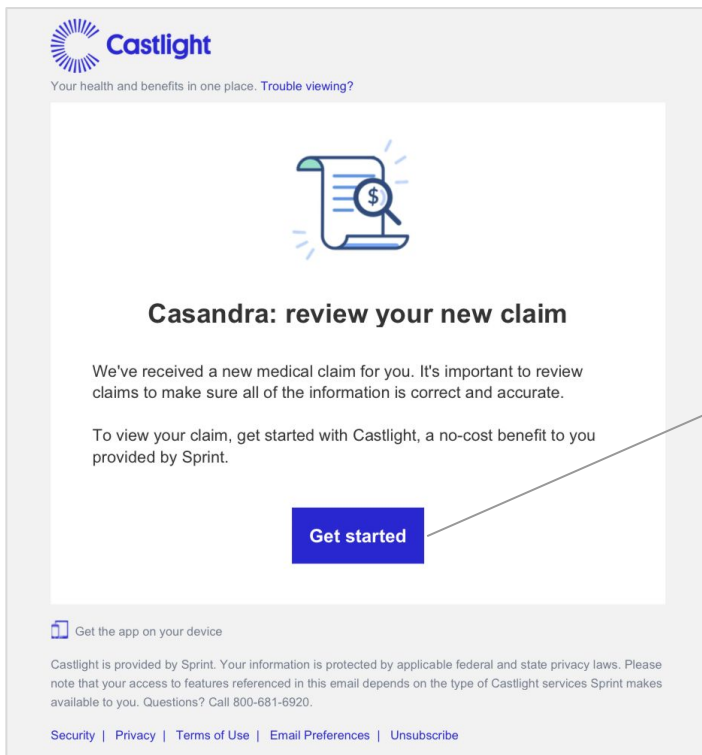 Castlight
Your health and benefits in one place. Trouble viewing?
$
Casandra: review your new claim
We've received a new medical claim for you. It's important to review
claims to make sure all of the information is correct and accurate.
To view your claim, get started with Castlight, a no-cost benefit to you
provided by Sprint.
Get started
Get the app on your device
Castlight is provided by Sprint. Your information is protected by applicable federal and state privacy laws. Please
note that your access to features referenced in this email depends on the type of Castlight services Sprint makes
available to you. Questions? Call 800-681-6920.
Security | Privacy | Terms of Use | Email Preferences | Unsubscribe